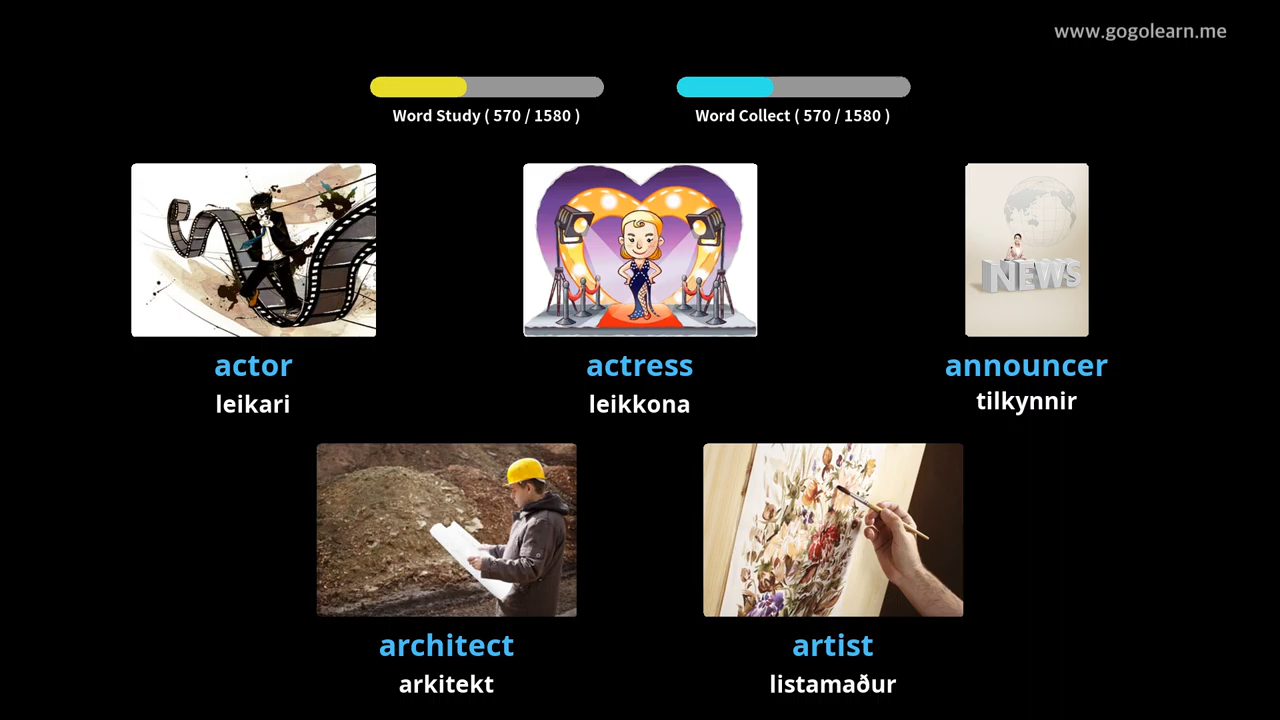 www.gogolearn.me
Word Study ( 570 / 1580 )
Word Collect ( 570 / 1580 )
NEWS
actor
leikari
actress
leikkona
announcer
tilkynnir
architect
arkitekt
artist
listamaður